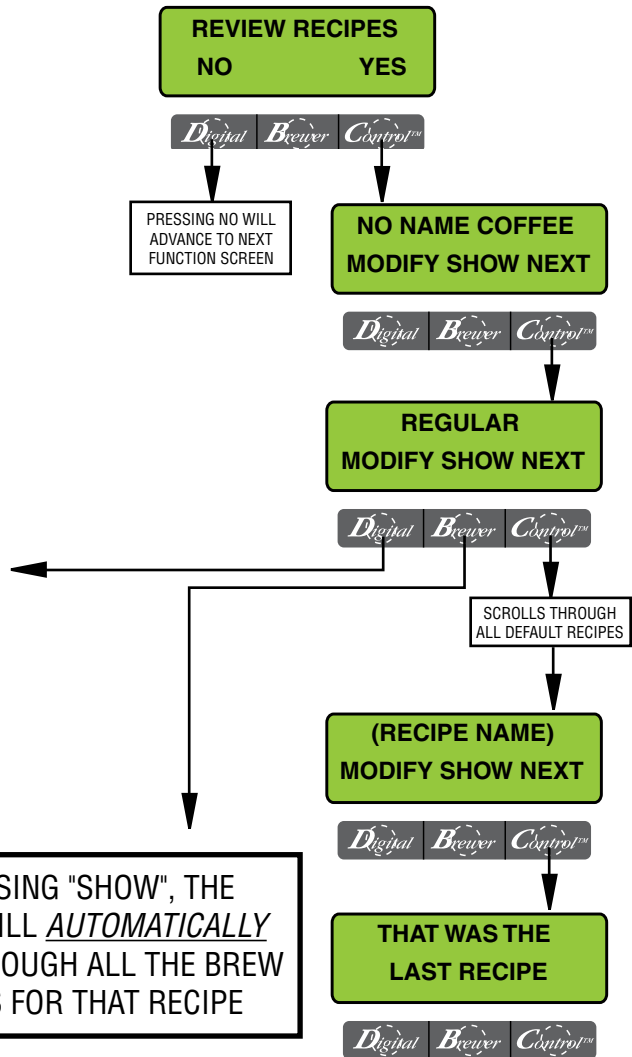 REVIEW RECIPES
NO YES
Digital Brewer Control™
PRESSING NO WILL
ADVANCE TO NEXT
FUNCTION SCREEN
NO NAME COFFEE
MODIFY SHOW NEXT
Digital Brewer Control™
REGULAR
MODIFY SHOW NEXT
Digital Brewer Control™
SCROLLS THROUGH
ALL DEFAULT RECIPES
(RECIPE NAME)
MODIFY SHOW NEXT
Digital Brewer Control™
SING "SHOW", THE
ILL AUTOMATICALLY
OUGH ALL THE BREW
FOR THAT RECIPE
THAT WAS THE
LAST RECIPE
Digital Brewer Control™